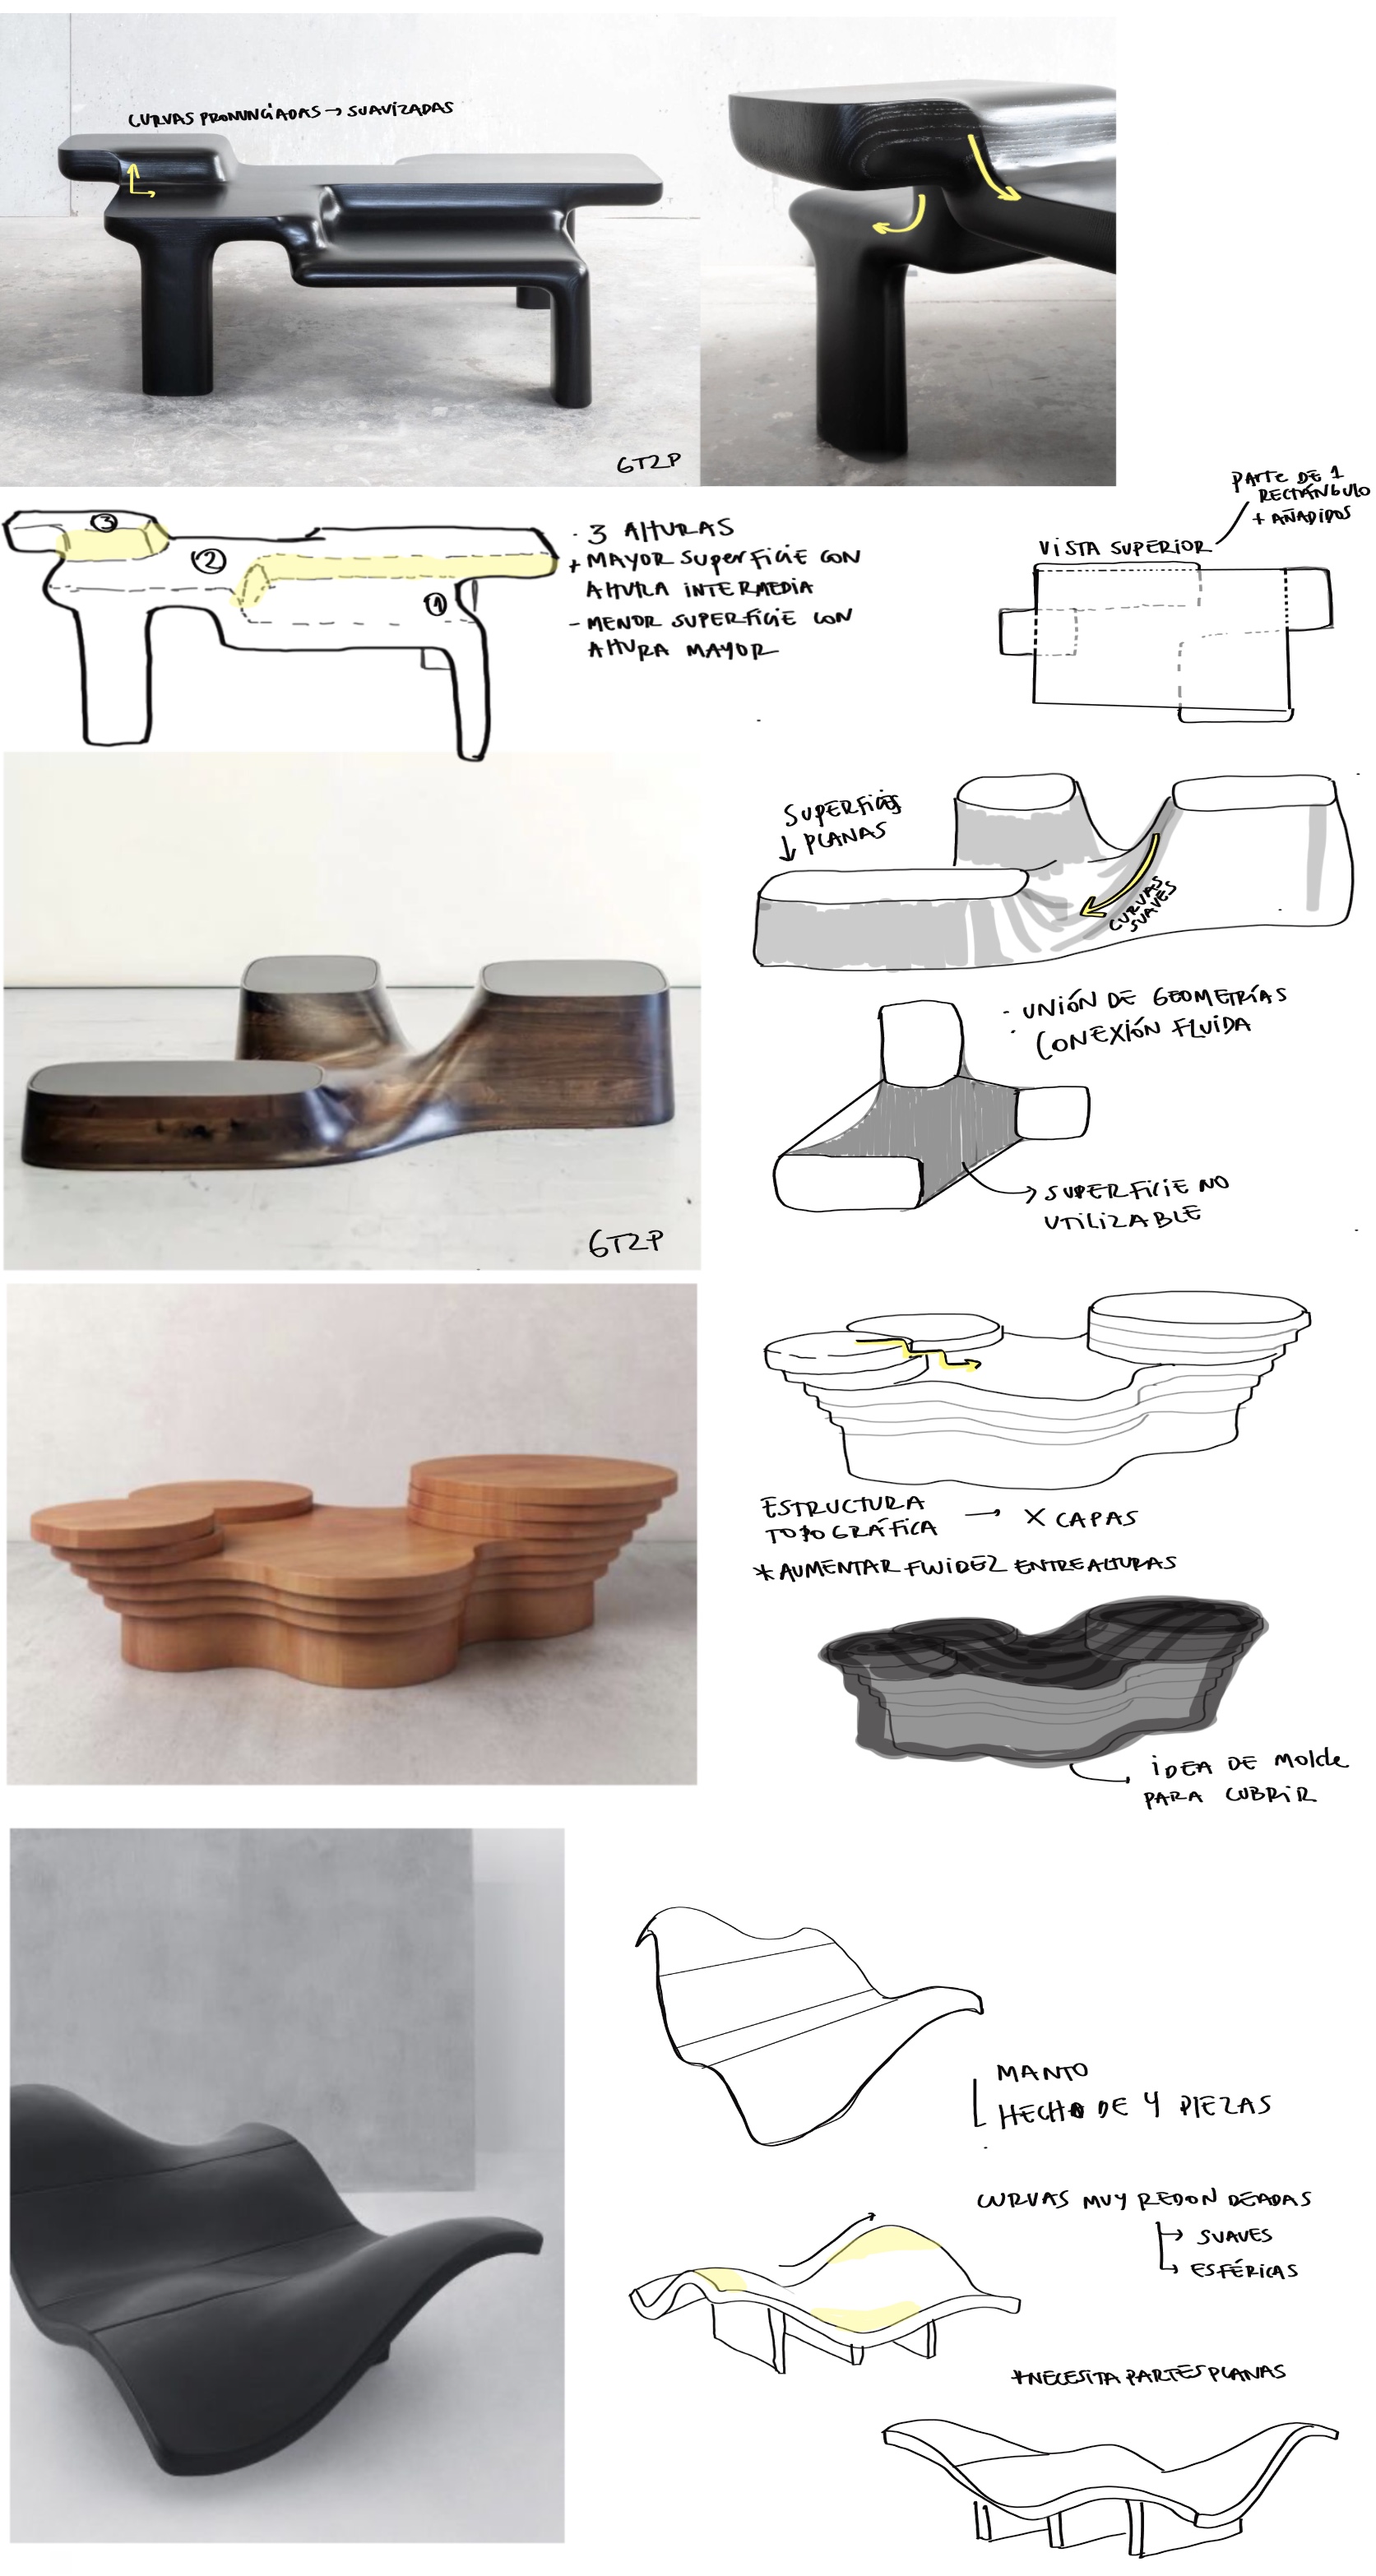 CURVAS PRONUNCIADAS → SUAVIZADAS
GT2P
PARTE DE 1
RECTÁNGULO
+ AÑADIDOS
VISTA SUPERIOR
3
2
1
· 3 ALTURAS
+ MAYOR SUPERFICIE CON
ALTURA INTERMEDIA
- MENOR SUPERFICIE CON
ALTURA MAYOR
SUPERFICIES
↓ PLANAS
CURVAS
SUAVES
- UNIÓN DE GEOMETRÍAS
· CONEXIÓN FLUIDA
SUPERFICIE NO
UTILIZABLE
GT2P
ESTRUCTURA
TOPOGRÁFICA → X CAPAS
* AUMENTAR FLUIDEZ ENTRE ALTURAS
IDEA DE MOLDE
PARA CUBRIR
MANTO
HECHO DE 4 PIEZAS
CURVAS MUY REDONDEADAS
→ SUAVES
→ ESFÉRICAS
*NECESITA PARTES PLANAS